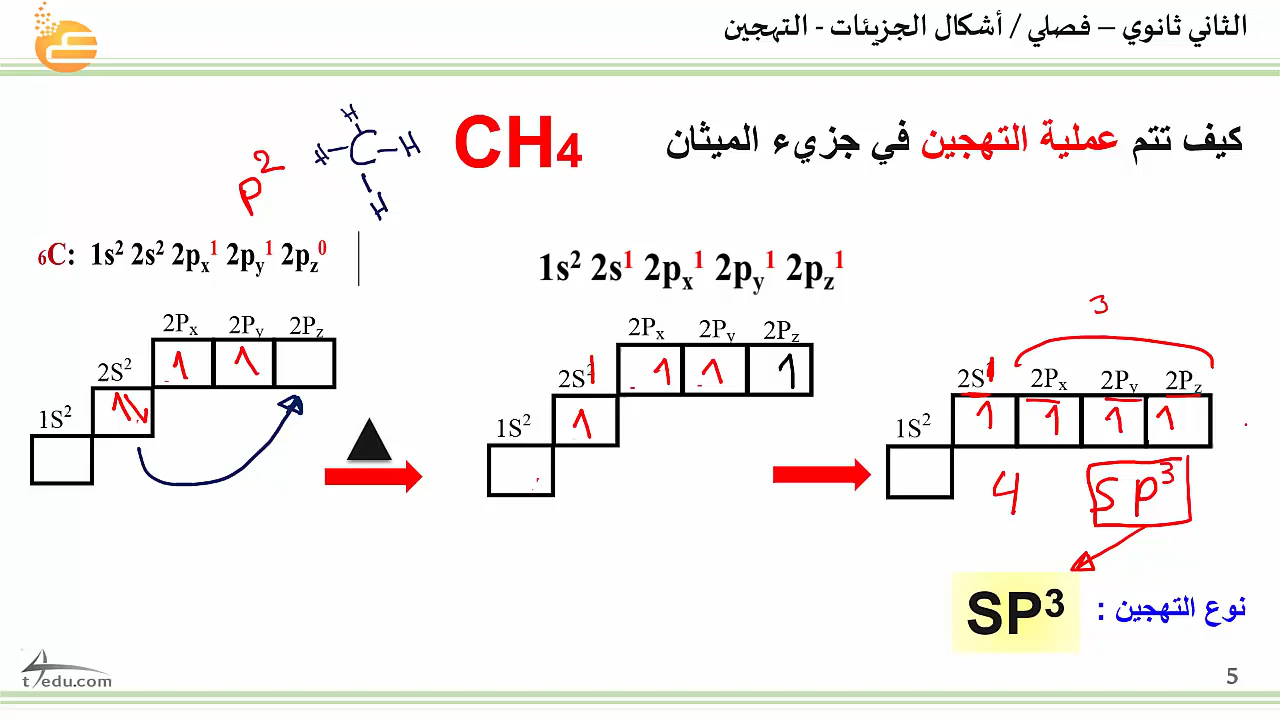 الثاني ثانوي – فصلي / أشكال الجزيئات - التهجين
كيف تتم عملية التهجين في جزيء الميثان
CH4
H
H C H
H
P2
6C: 1s2 2s2 2px1 2py1 2pz0
1s2 2s1 2px1 2py1 2pz1
2Px 2Py 2Pz
2S2
1S2
2Px 2Py 2Pz
2S1
1S2
3
2S1 2Px 2Py 2Pz
1S2
4 SP3
نوع التهجين : SP3
t4edu.com
5